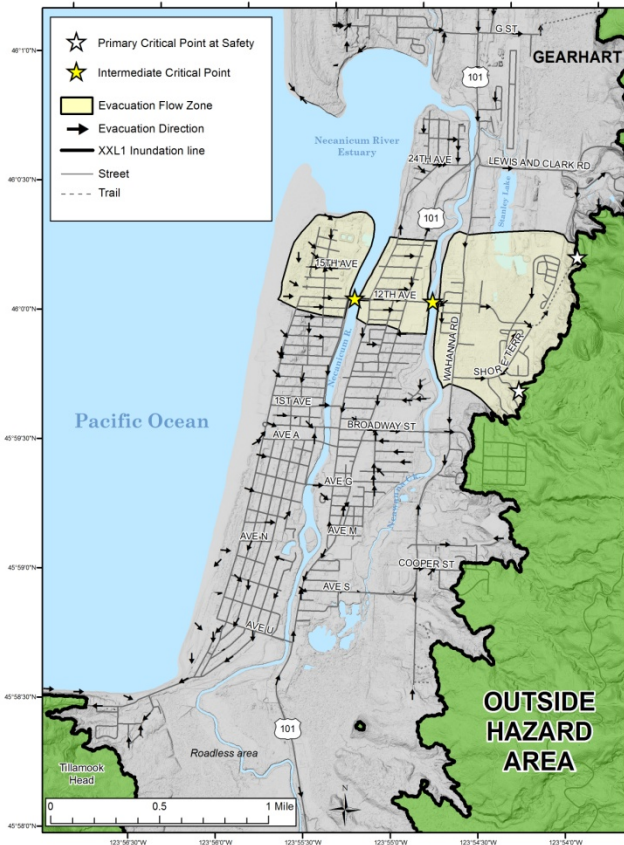 Primary Critical Point at Safety
Intermediate Critical Point
Evacuation Flow Zone
Evacuation Direction
XXL1 Inundation line
Street
Trail
G ST
GEARHART
101
Necanicum River
Estuary
24TH AVE
LEWIS AND CLARK RD
Stanley Lake
101
15TH AVE
12TH AVE
WAHANNA RD
SHORE TERR
Necanicum R.
Pacific Ocean
1ST AVE
BROADWAY ST
AVE A
AVE G
Neawanna Cr.
AVE M
AVE N
COOPER ST
AVE S
AVE U
101
Roadless area
OUTSIDE
HAZARD
AREA
Tillamook
Head
N
0 0.5 1 Mile
46°1'0"N
46°0'30"N
46°0'0"N
45°59'30"N
45°59'0"N
45°58'30"N
45°58'0"N
123°56'0"W 123°55'30"W 123°55'0"W 123°54'30"W 123°54'0"W